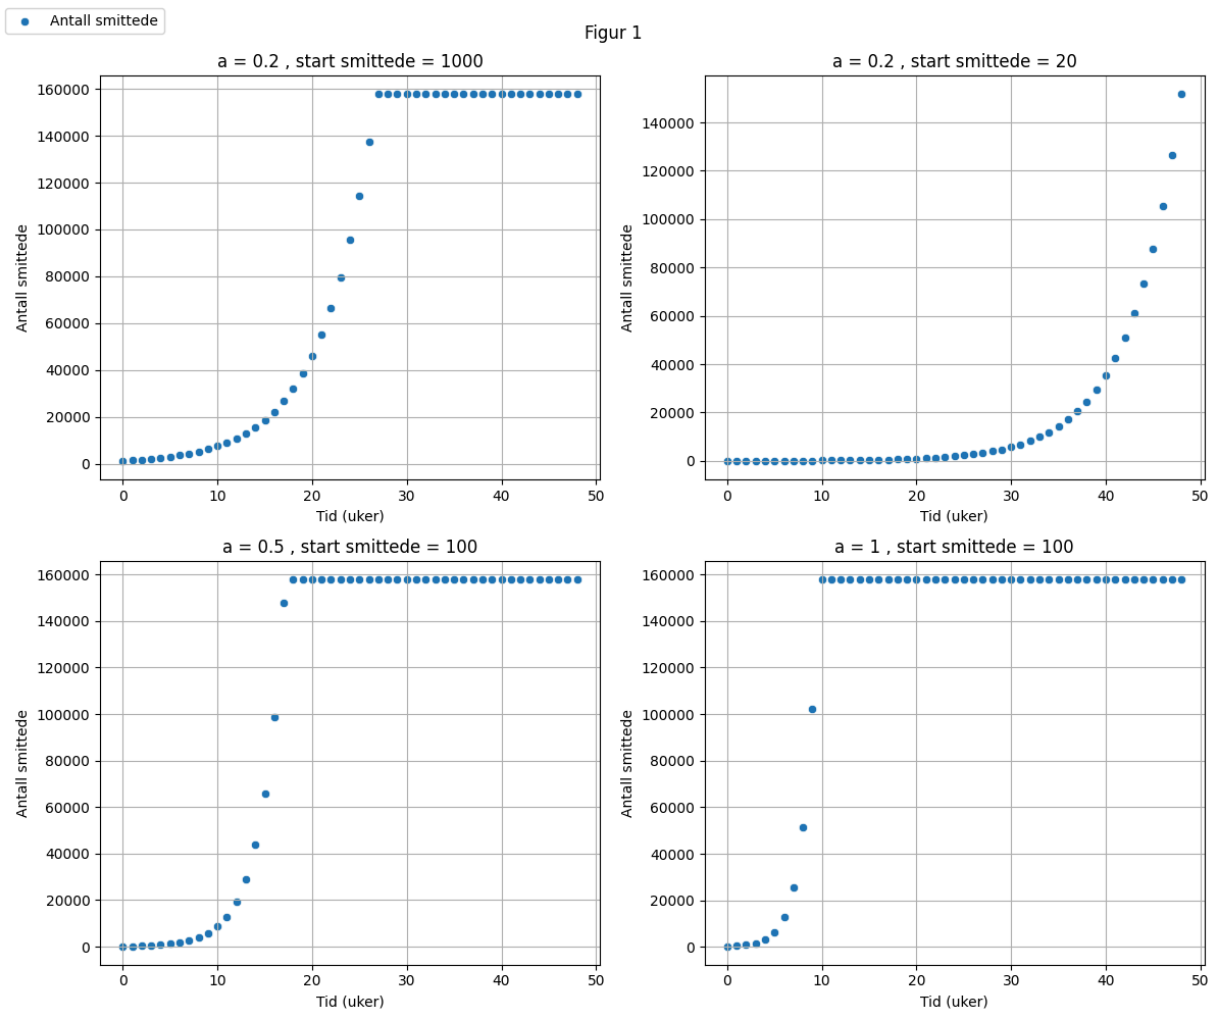 Antall smittede
Figur 1
a = 0.2 , start smittede = 1000
160000
140000
120000
100000
80000
60000
40000
20000
0
Antall smittede
0 10 20 30 40 50
Tid (uker)
a = 0.2 , start smittede = 20
140000
120000
100000
80000
60000
40000
20000
0
Antall smittede
0 10 20 30 40 50
Tid (uker)
a = 0.5 , start smittede = 100
160000
140000
120000
100000
80000
60000
40000
20000
0
Antall smittede
0 10 20 30 40 50
Tid (uker)
a = 1 , start smittede = 100
160000
140000
120000
100000
80000
60000
40000
20000
0
Antall smittede
0 10 20 30 40 50
Tid (uker)